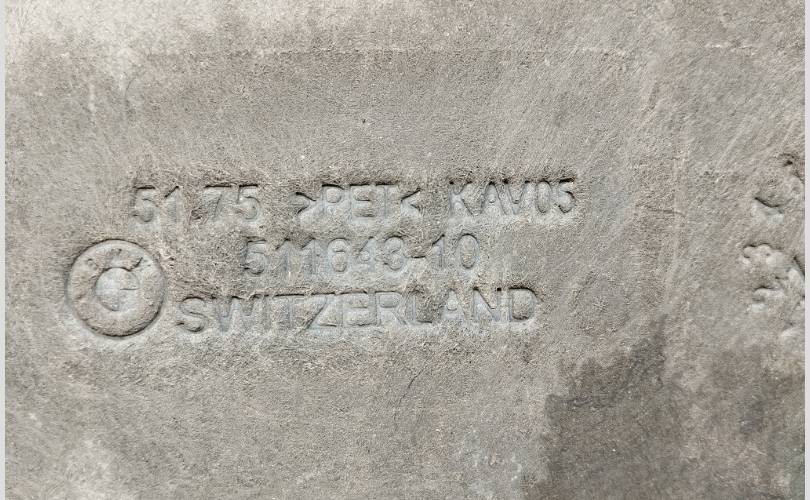 51.75 >PET< KAV05
511643-10
SWITZERLAND